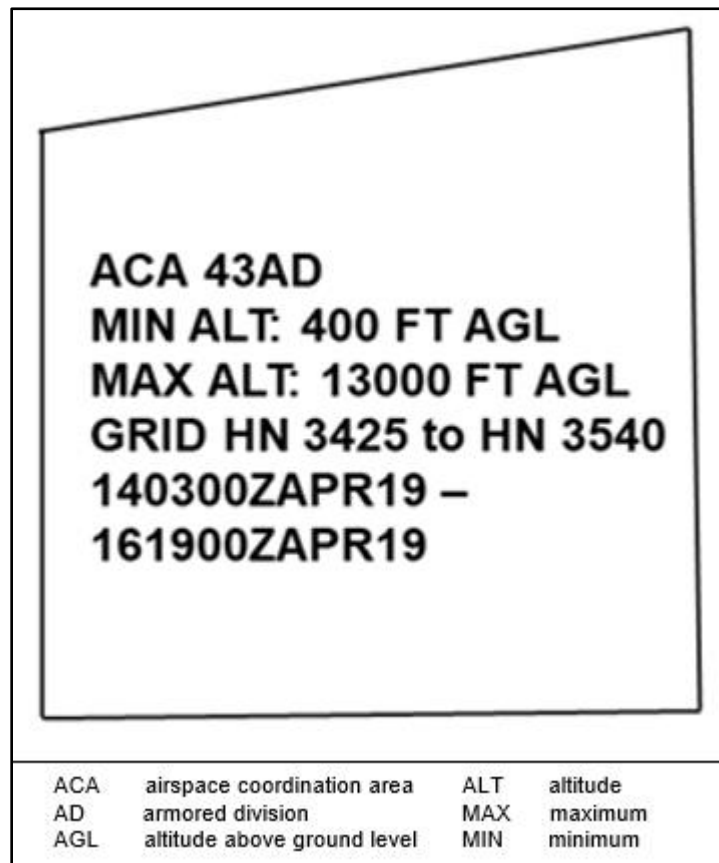 ACA 43AD
MIN ALT: 400 FT AGL
MAX ALT: 13000 FT AGL
GRID HN 3425 to HN 3540
140300ZAPR19 –
161900ZAPR19
ACA airspace coordination area ALT altitude
AD armored division MAX maximum
AGL altitude above ground level MIN minimum